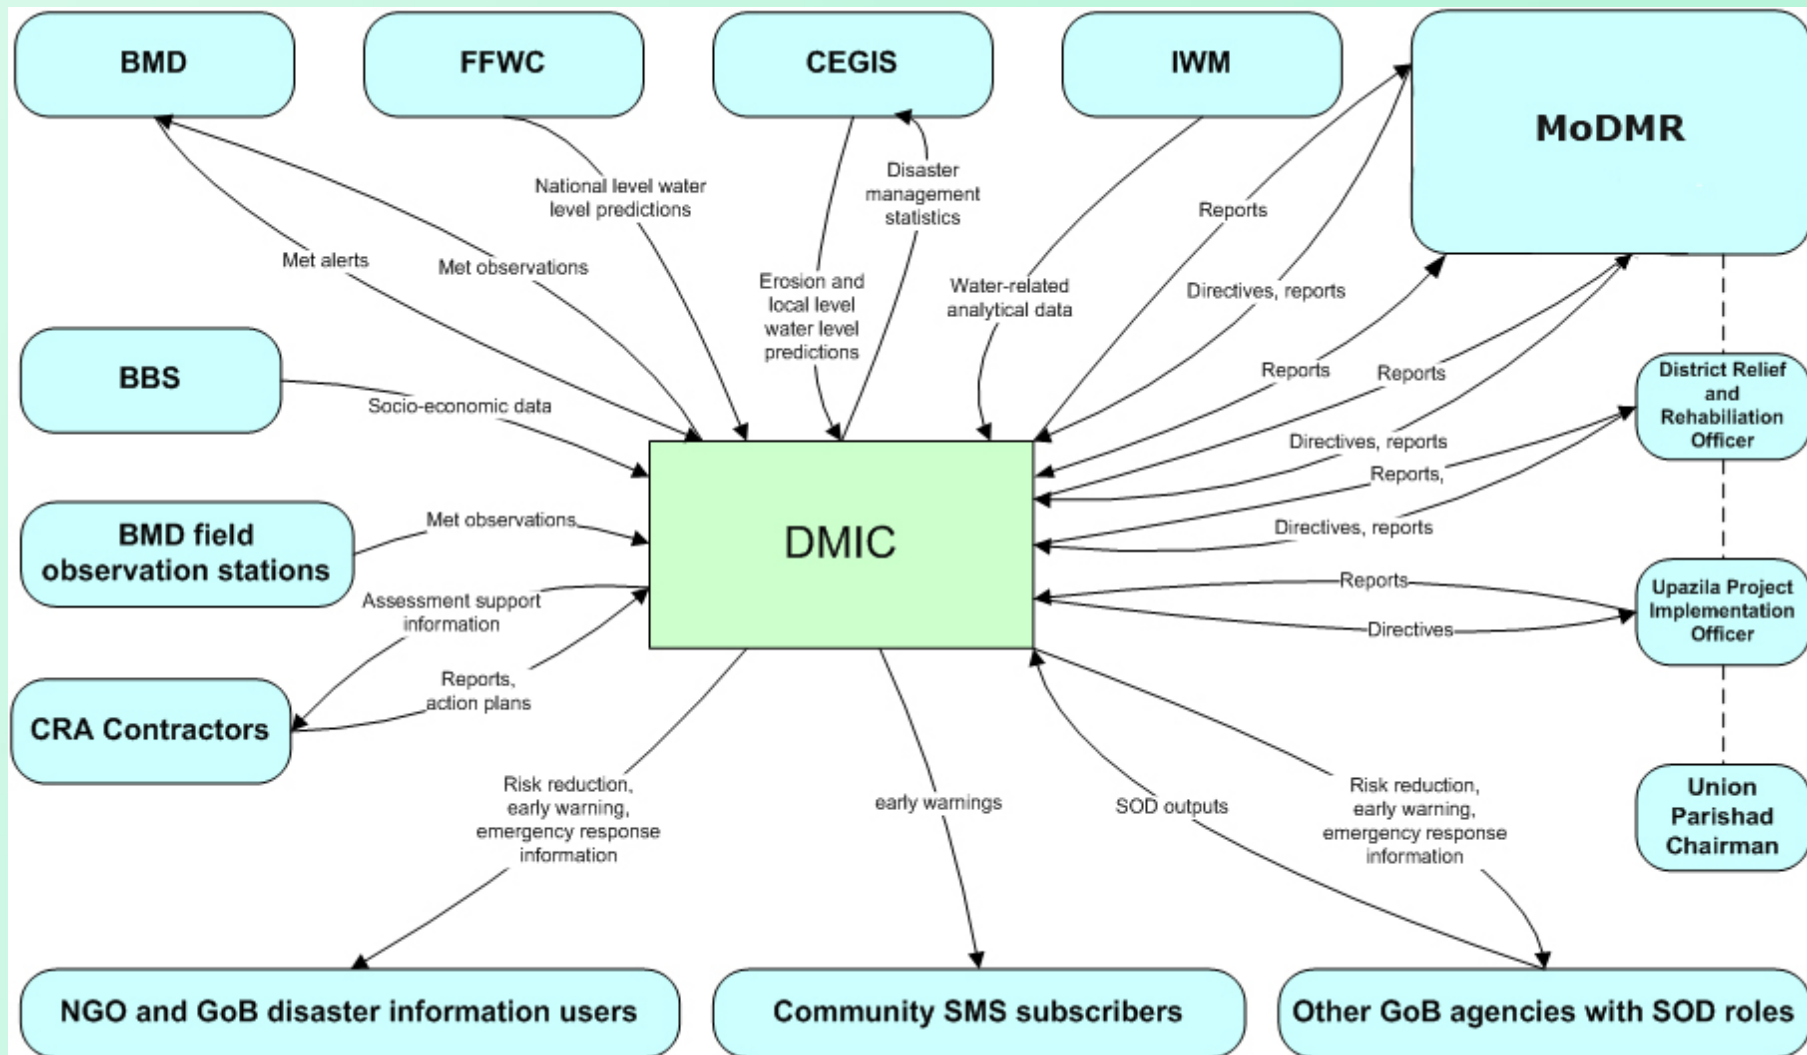 BMD
FFWC
CEGIS
IWM
MoDMR
National level water
level predictions
Disaster
management
statistics
Reports
Met alerts
Met observations
Erosion and
local level
water level
predictions
Water-related
analytical data
Directives, reports
BBS
Socio-economic data
Reports
Reports
District Relief
and
Rehabiliation
Officer
Directives, reports
Reports,
BMD field
observation stations
Met observations
DMIC
Directives, reports
Assessment support
information
Reports
Directives
Upazila Project
Implementation
Officer
CRA Contractors
Reports,
action plans
Risk reduction,
early warning,
emergency response
information
early warnings
SOD outputs
Risk reduction,
early warning,
emergency response
information
Union
Parishad
Chairman
NGO and GoB disaster information users
Community SMS subscribers
Other GoB agencies with SOD roles